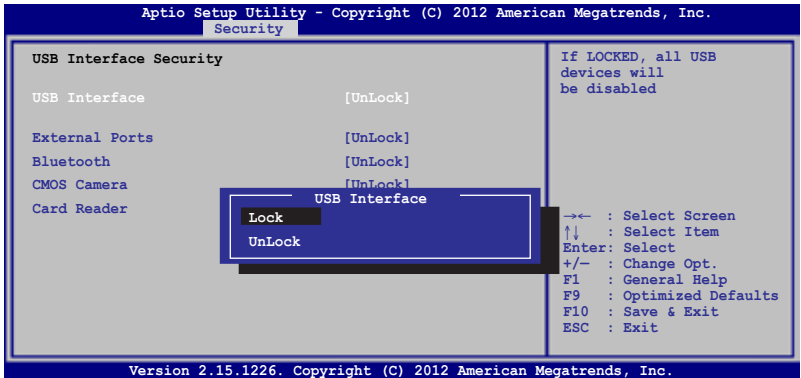 Aptio Setup Utility - Copyright (C) 2012 American Megatrends, Inc.
Security
USB Interface Security
USB Interface [UnLock]
External Ports [UnLock]
Bluetooth [UnLock]
CMOS Camera [UnLock]
Card Reader
USB Interface
Lock
UnLock
If LOCKED, all USB
devices will
be disabled
→← : Select Screen
↑↓ : Select Item
Enter: Select
+/— : Change Opt.
F1 : General Help
F9 : Optimized Defaults
F10 : Save & Exit
ESC : Exit
Version 2.15.1226. Copyright (C) 2012 American Megatrends, Inc.